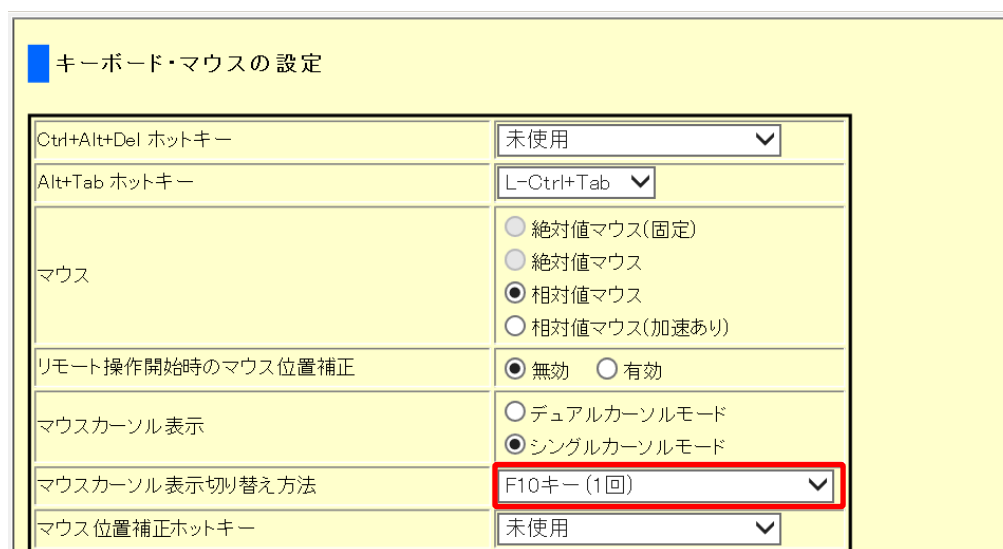 キーボード・マウスの設定
Ctrl+Alt+Del ホットキー
未使用
Alt+Tab ホットキー
L-Ctrl+Tab
マウス
絶対値マウス(固定)
絶対値マウス
相対値マウス
相対値マウス(加速あり)
リモート操作開始時のマウス位置補正
無効 有効
マウスカーソル表示
デュアルカーソルモード
シングルカーソルモード
マウスカーソル表示切り替え方法
F10キー(1回)
マウス位置補正ホットキー
未使用